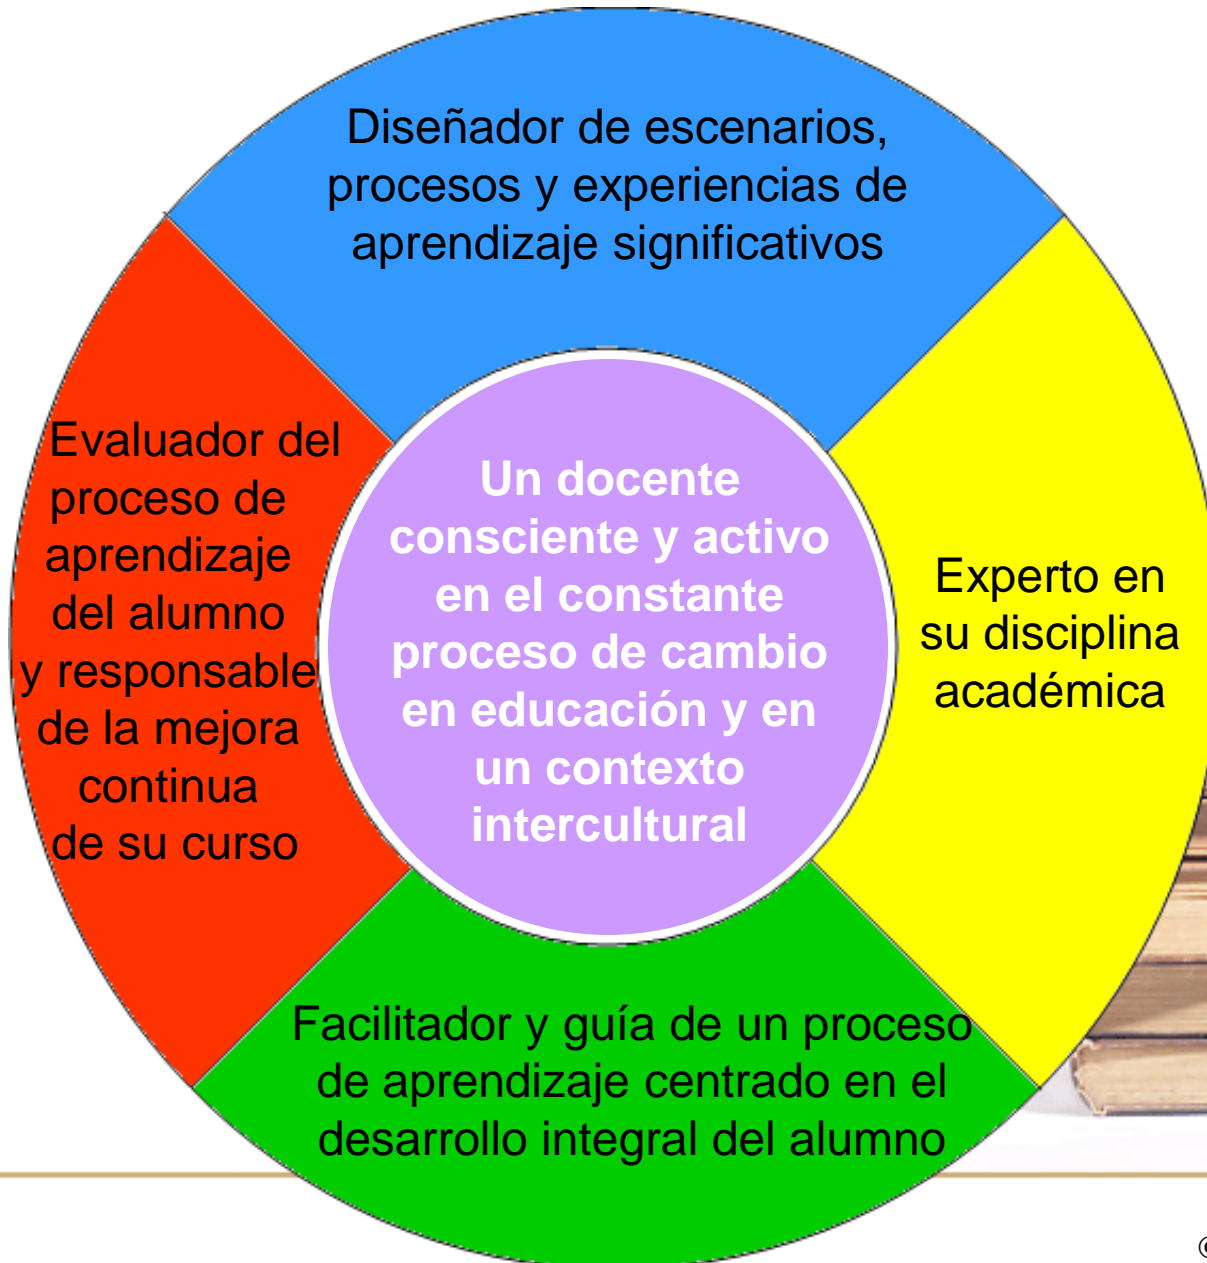 Diseñador de escenarios,
procesos y experiencias de
aprendizaje significativos
Evaluador del
proceso de
aprendizaje
del alumno
y responsable
de la mejora
continua
de su curso
Un docente
consciente y activo
en el constante
proceso de cambio
en educación y en
un contexto
intercultural
Experto en
su disciplina
académica
Facilitador y guía de un proceso
de aprendizaje centrado en el
desarrollo integral del alumno
©